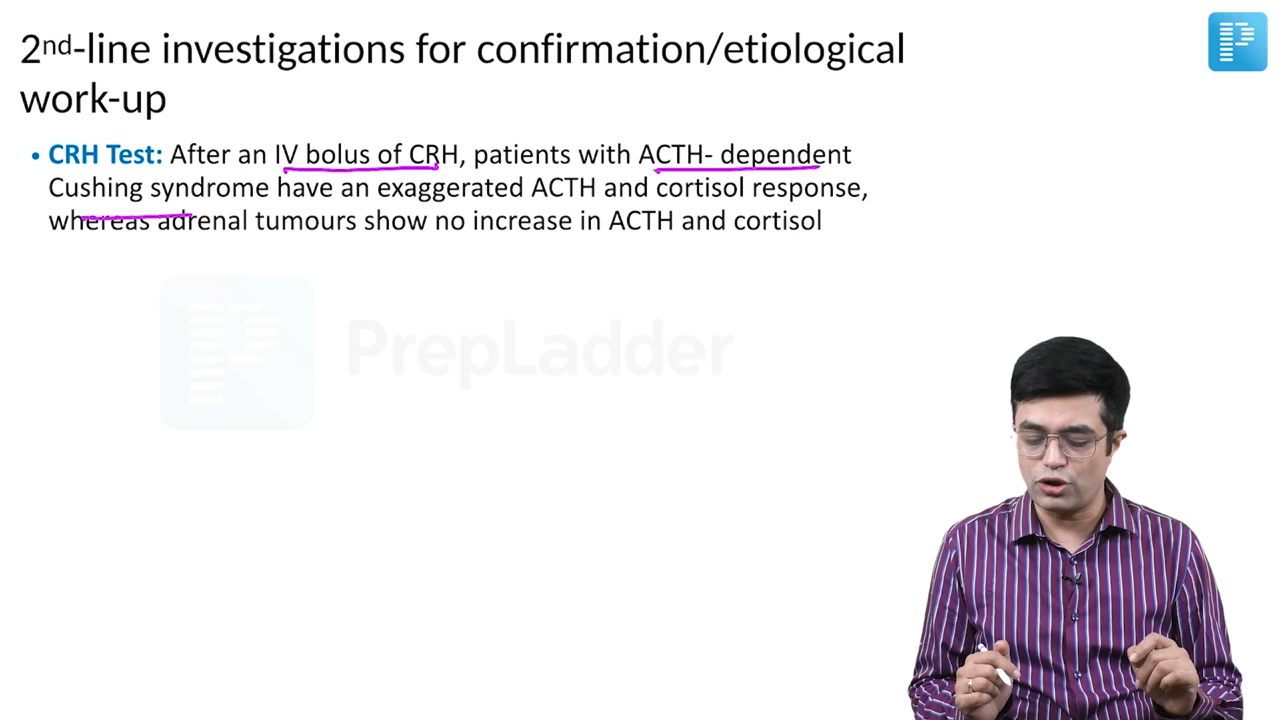 2nd-line investigations for confirmation/etiological
work-up
• CRH Test: After an IV bolus of CRH, patients with ACTH- dependent
Cushing syndrome have an exaggerated ACTH and cortisol response,
whereas adrenal tumours show no increase in ACTH and cortisol
PrepLadder